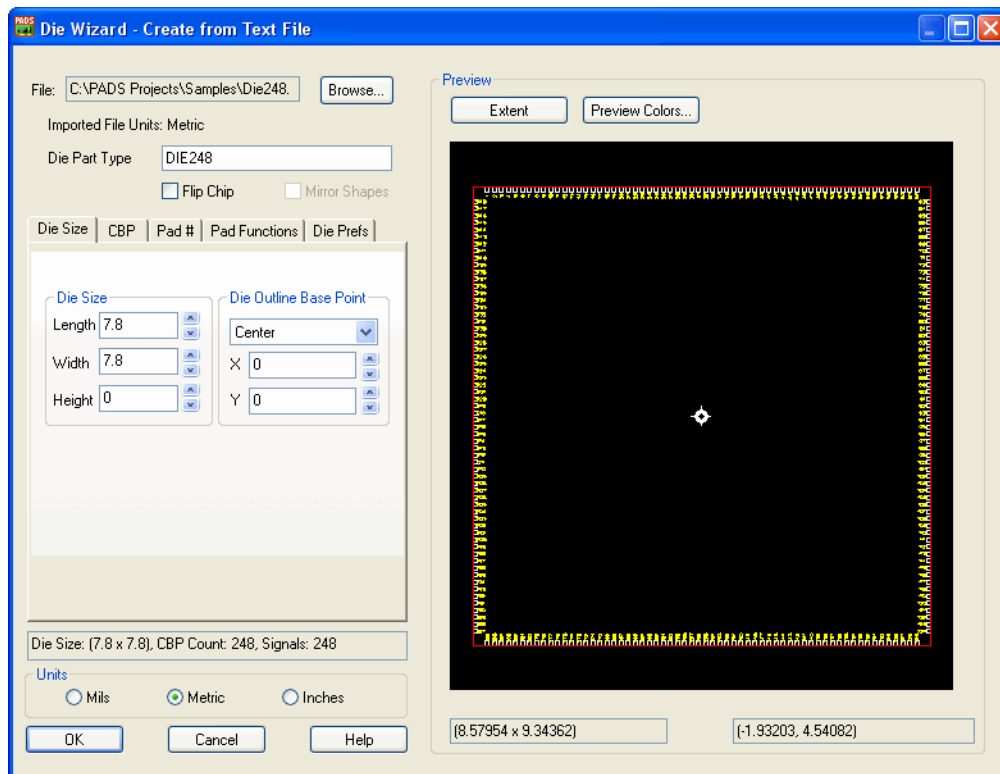 PADS
Die Wizard - Create from Text File
File: C:\PADS Projects\Samples\Die248. Browse...
Imported File Units: Metric
Die Part Type DIE248
Flip Chip Mirror Shapes
Die Size CBP Pad # Pad Functions Die Prefs
Die Size
Length 7.8
Width 7.8
Height 0
Die Outline Base Point
Center
X 0
Y 0
Die Size: (7.8 x 7.8), CBP Count: 248, Signals: 248
Units
Mils Metric Inches
OK Cancel Help
Preview
Extent Preview Colors...
(8.57954 x 9.34362) (-1.93203, 4.54082)